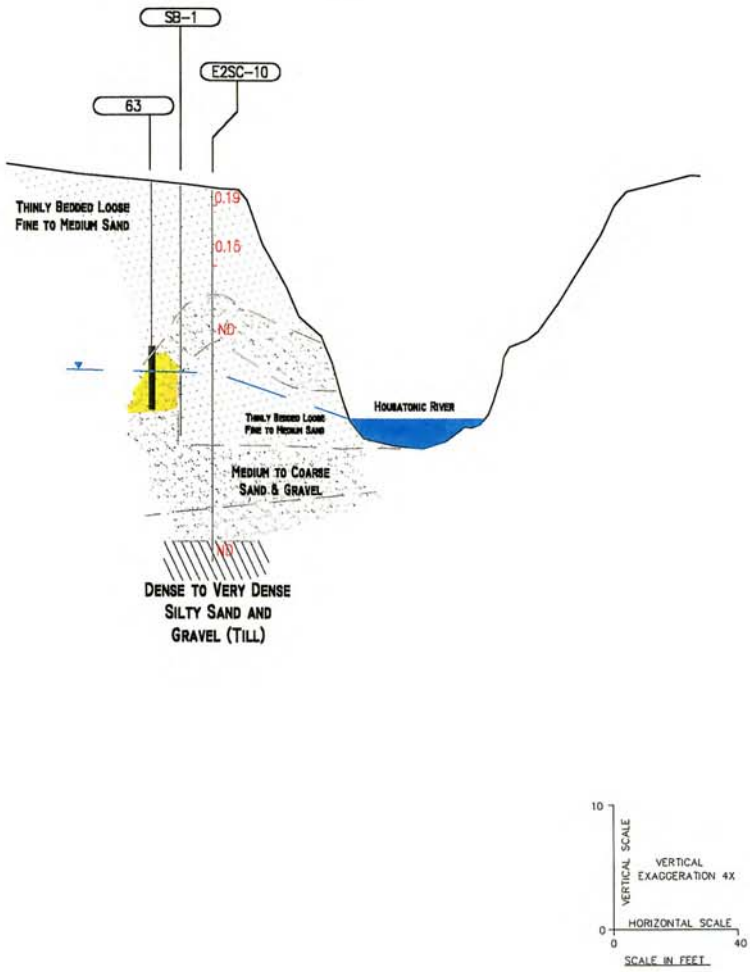 SB-1
E2SC-10
63
THINLY BEDDED LOOSE
FINE TO MEDIUM SAND
0.19
0.15
ND
HOUSATONIC RIVER
THINLY BEDDED LOOSE
FINE TO MEDIUM SAND
MEDIUM TO COARSE
SAND & GRAVEL
ND
DENSE TO VERY DENSE
SILTY SAND AND
GRAVEL (TILL)
10
VERTICAL SCALE
VERTICAL
EXAGGERATION 4X
0
HORIZONTAL SCALE
0
40
SCALE IN FEET